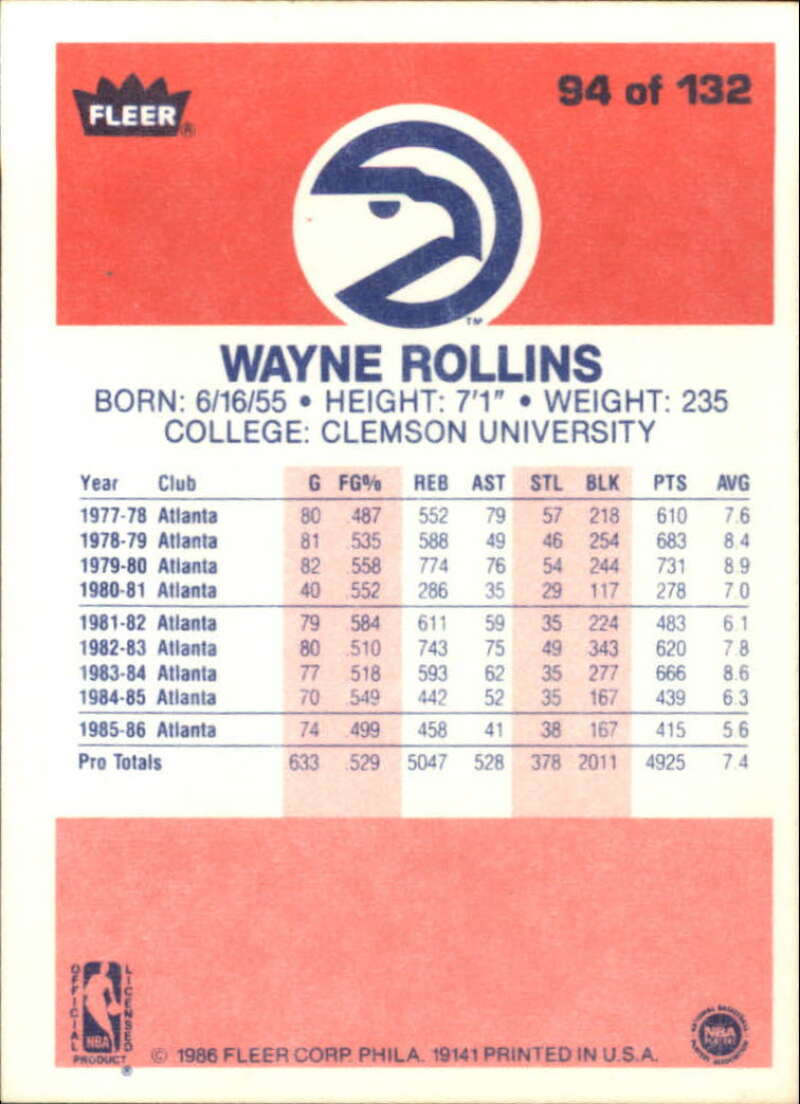 FLEER®
94 of 132
TM
WAYNE ROLLINS
BORN: 6/16/55 • HEIGHT: 7'1" • WEIGHT: 235
COLLEGE: CLEMSON UNIVERSITY
Year Club G FG% REB AST STL BLK PTS AVG
1977-78 Atlanta 80 .487 552 79 57 218 610 7.6
1978-79 Atlanta 81 .535 588 49 46 254 683 8.4
1979-80 Atlanta 82 .558 774 76 54 244 731 8.9
1980-81 Atlanta 40 .552 286 35 29 117 278 7.0
1981-82 Atlanta 79 .584 611 59 35 224 483 6.1
1982-83 Atlanta 80 .510 743 75 49 343 620 7.8
1983-84 Atlanta 77 .518 593 62 35 277 666 8.6
1984-85 Atlanta 70 .549 442 52 35 167 439 6.3
1985-86 Atlanta 74 .499 458 41 38 167 415 5.6
Pro Totals 633 .529 5047 528 378 2011 4925 7.4
OFFICIAL
LICENSED
NBA
PRODUCT
®
© 1986 FLEER CORP. PHILA. 19141 PRINTED IN U.S.A.
NATIONAL BASKETBALL
NBA
PLAYERS
PLAYERS ASSOCIATION